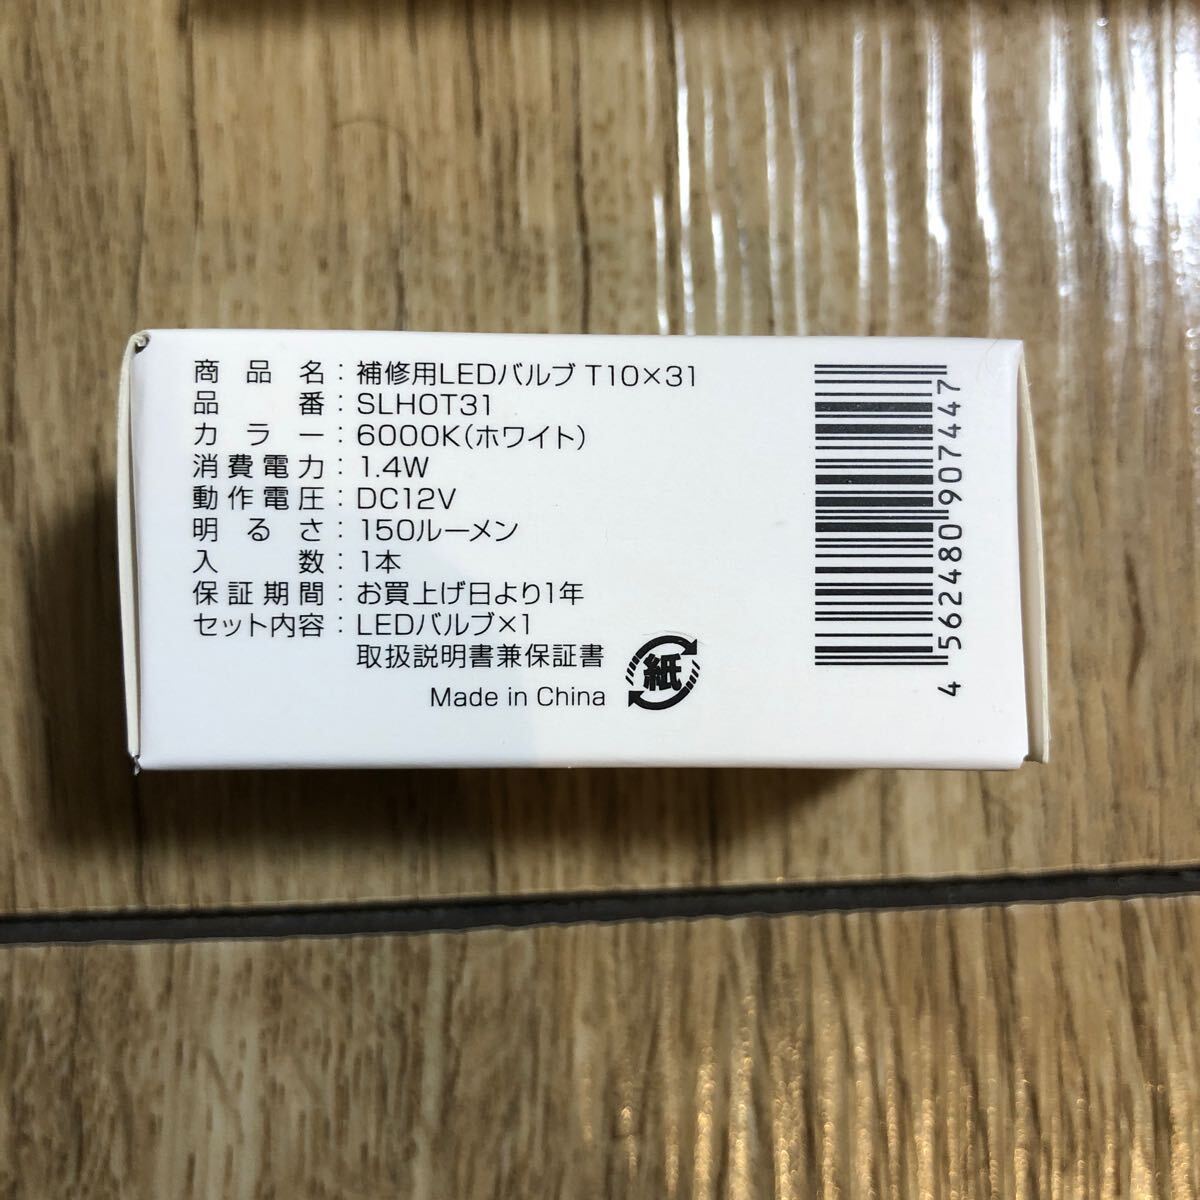 商品名：補修用LEDバルブ T10×31
品番：SLHOT31
カラー：6000K(ホワイト)
消費電力：1.4W
動作電圧：DC12V
明るさ：150ルーメン
入数：1本
保証期間：お買上げ日より1年
セット内容：LEDバルブ×1
取扱説明書兼保証書
Made in China
紙
4 562480 907447